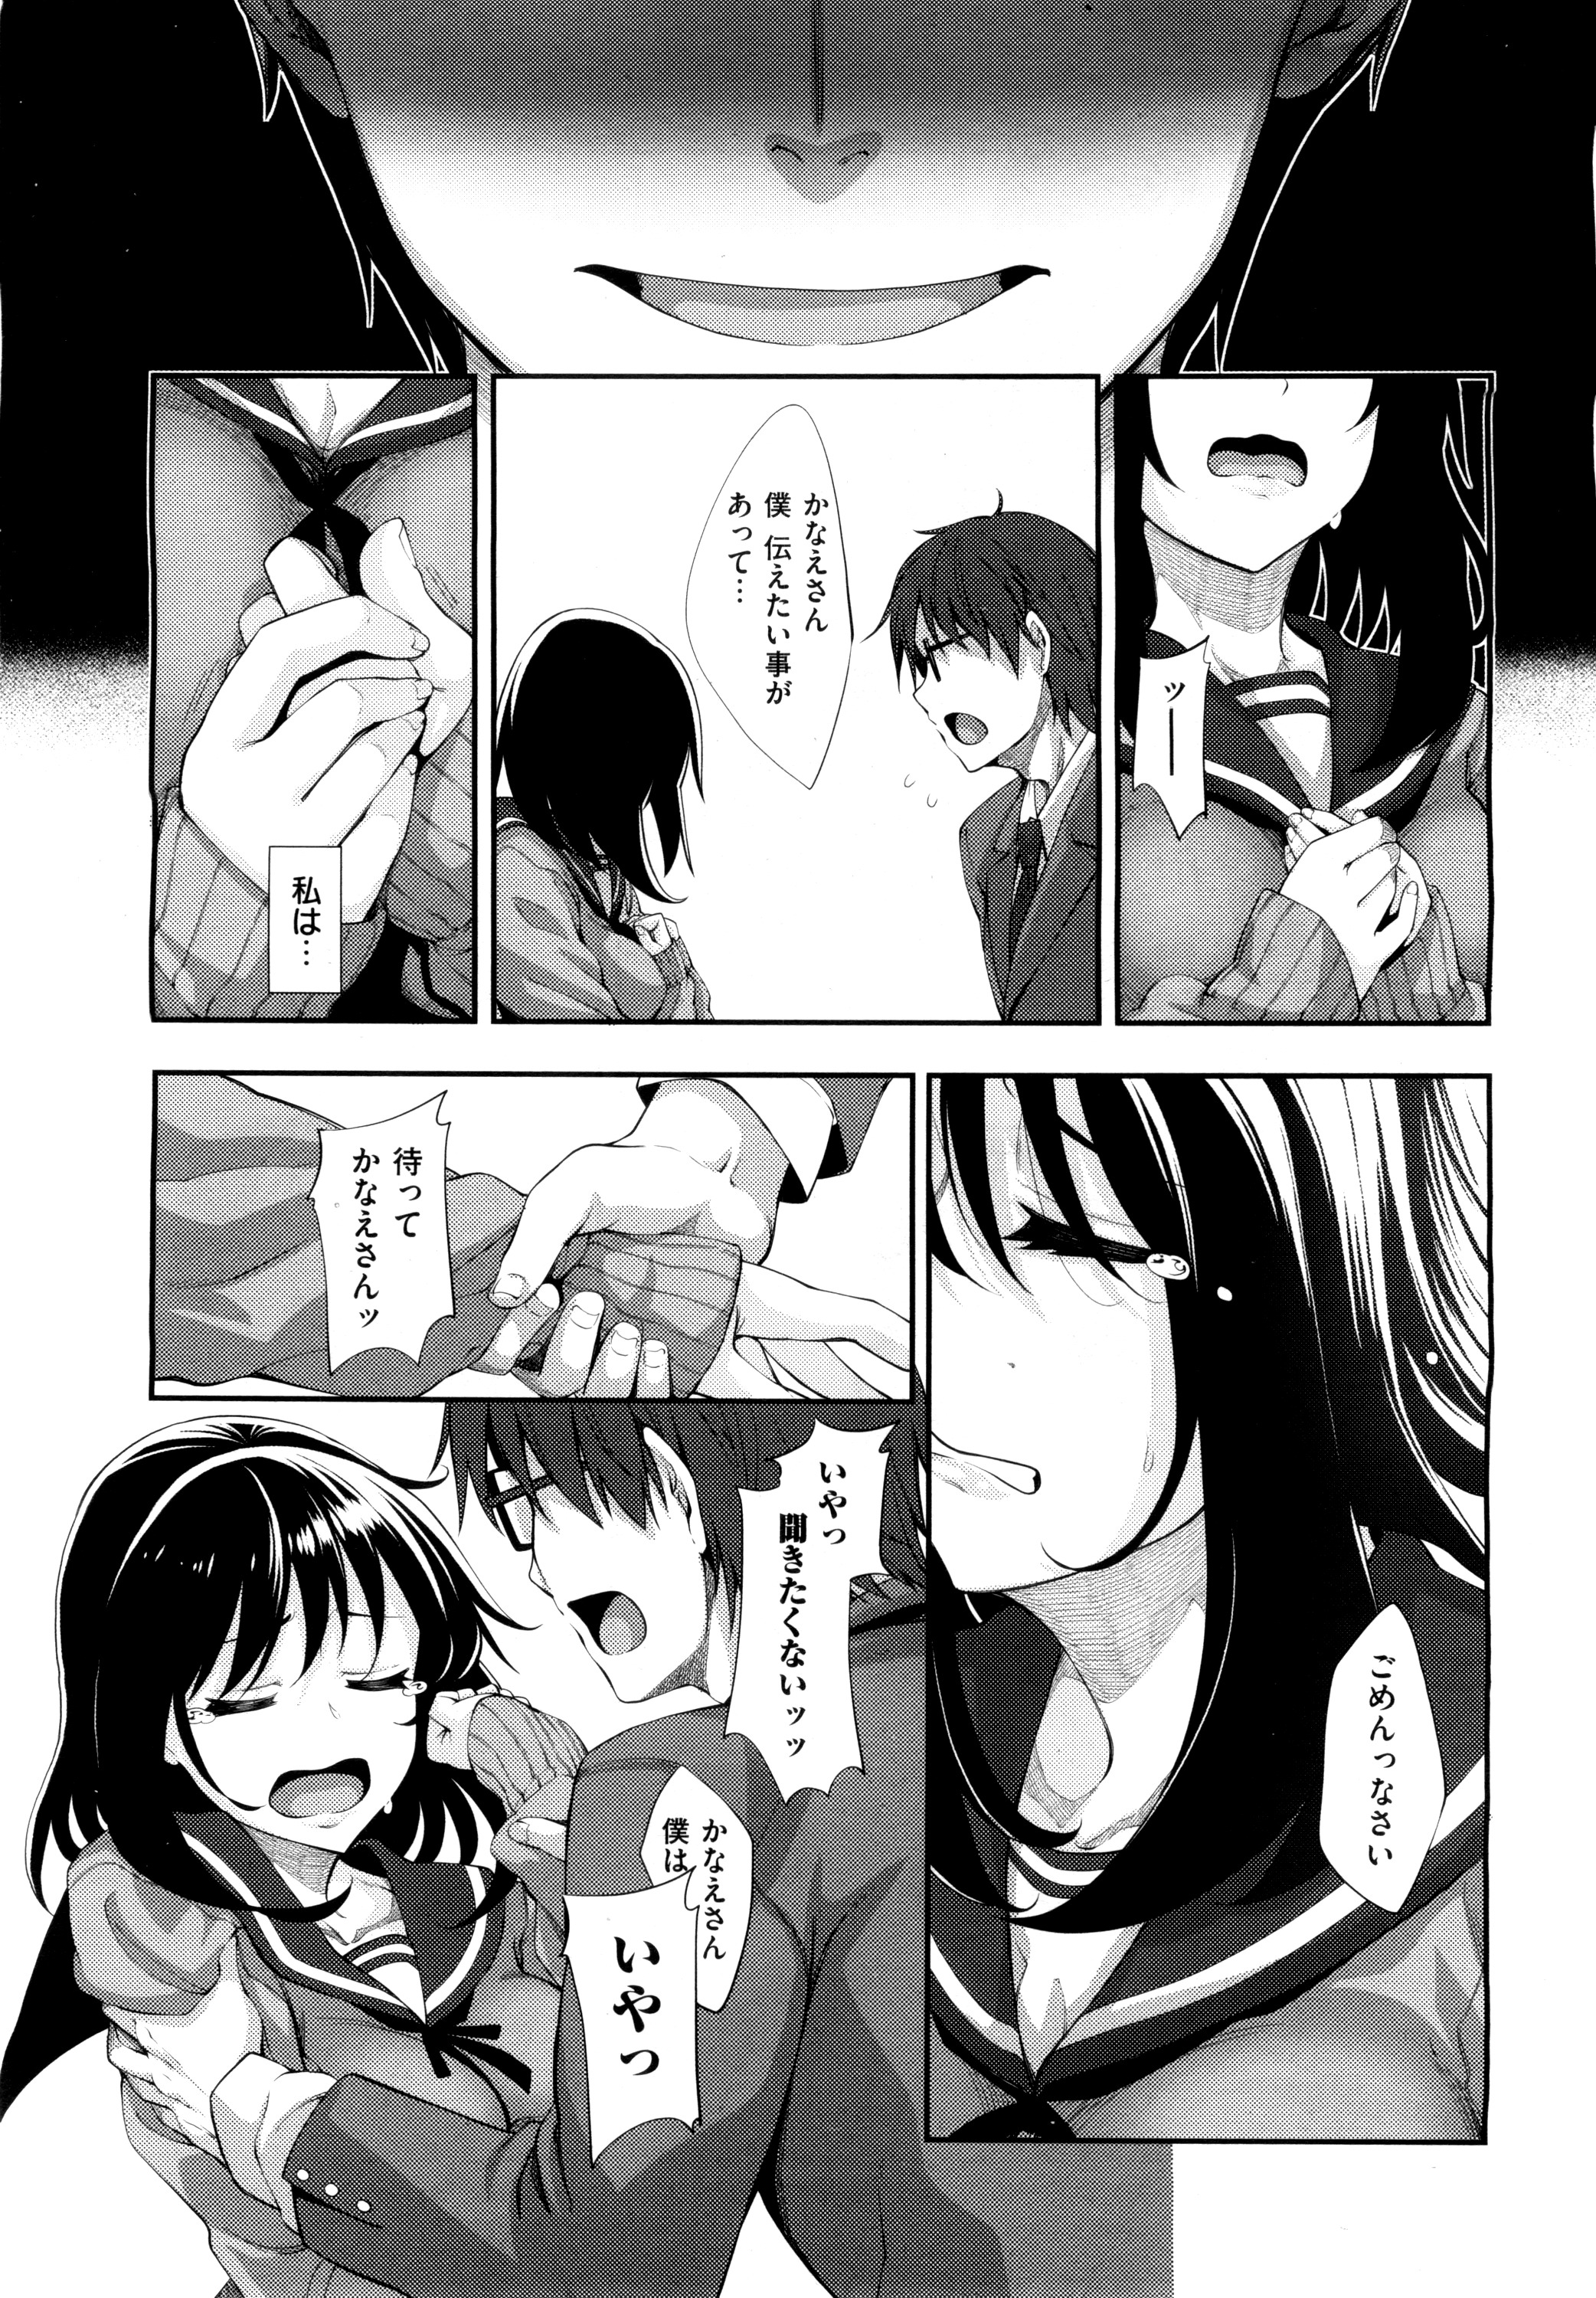 ッー
かなえさん
僕 伝えたい事が
あって…
私は…
ごめんっなさい
待って
かなえさんッ
いやっ
聞きたくないッッ
かなえさん
僕は
いやっ